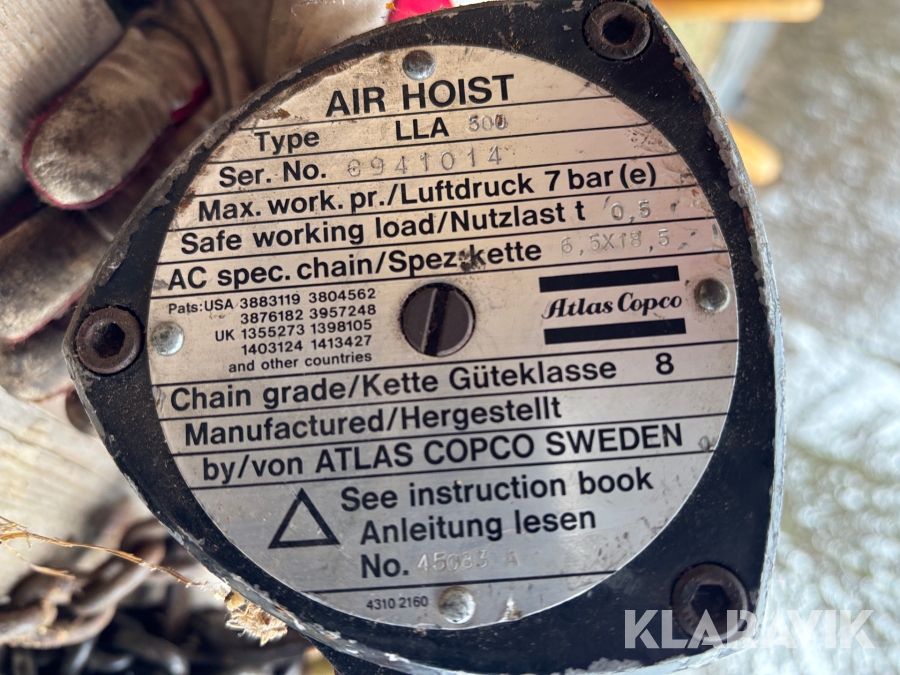 AIR HOIST
Type LLA 500
Ser. No. 6941014
Max. work. pr./Luftdruck 7 bar(e)
Safe working load/Nutzlast t 0,5
AC spec. chain/Spez. kette 6,5X18,5
Pats: USA 3883119 3804562
3876182 3957248
UK 1355273 1398105
1403124 1413427
and other countries
Atlas Copco
Chain grade/Kette Güteklasse 8
Manufactured/Hergestellt
by/von ATLAS COPCO SWEDEN
See instruction book
Anleitung lesen
No. 45083 A
4310 2160
KLARAVIK